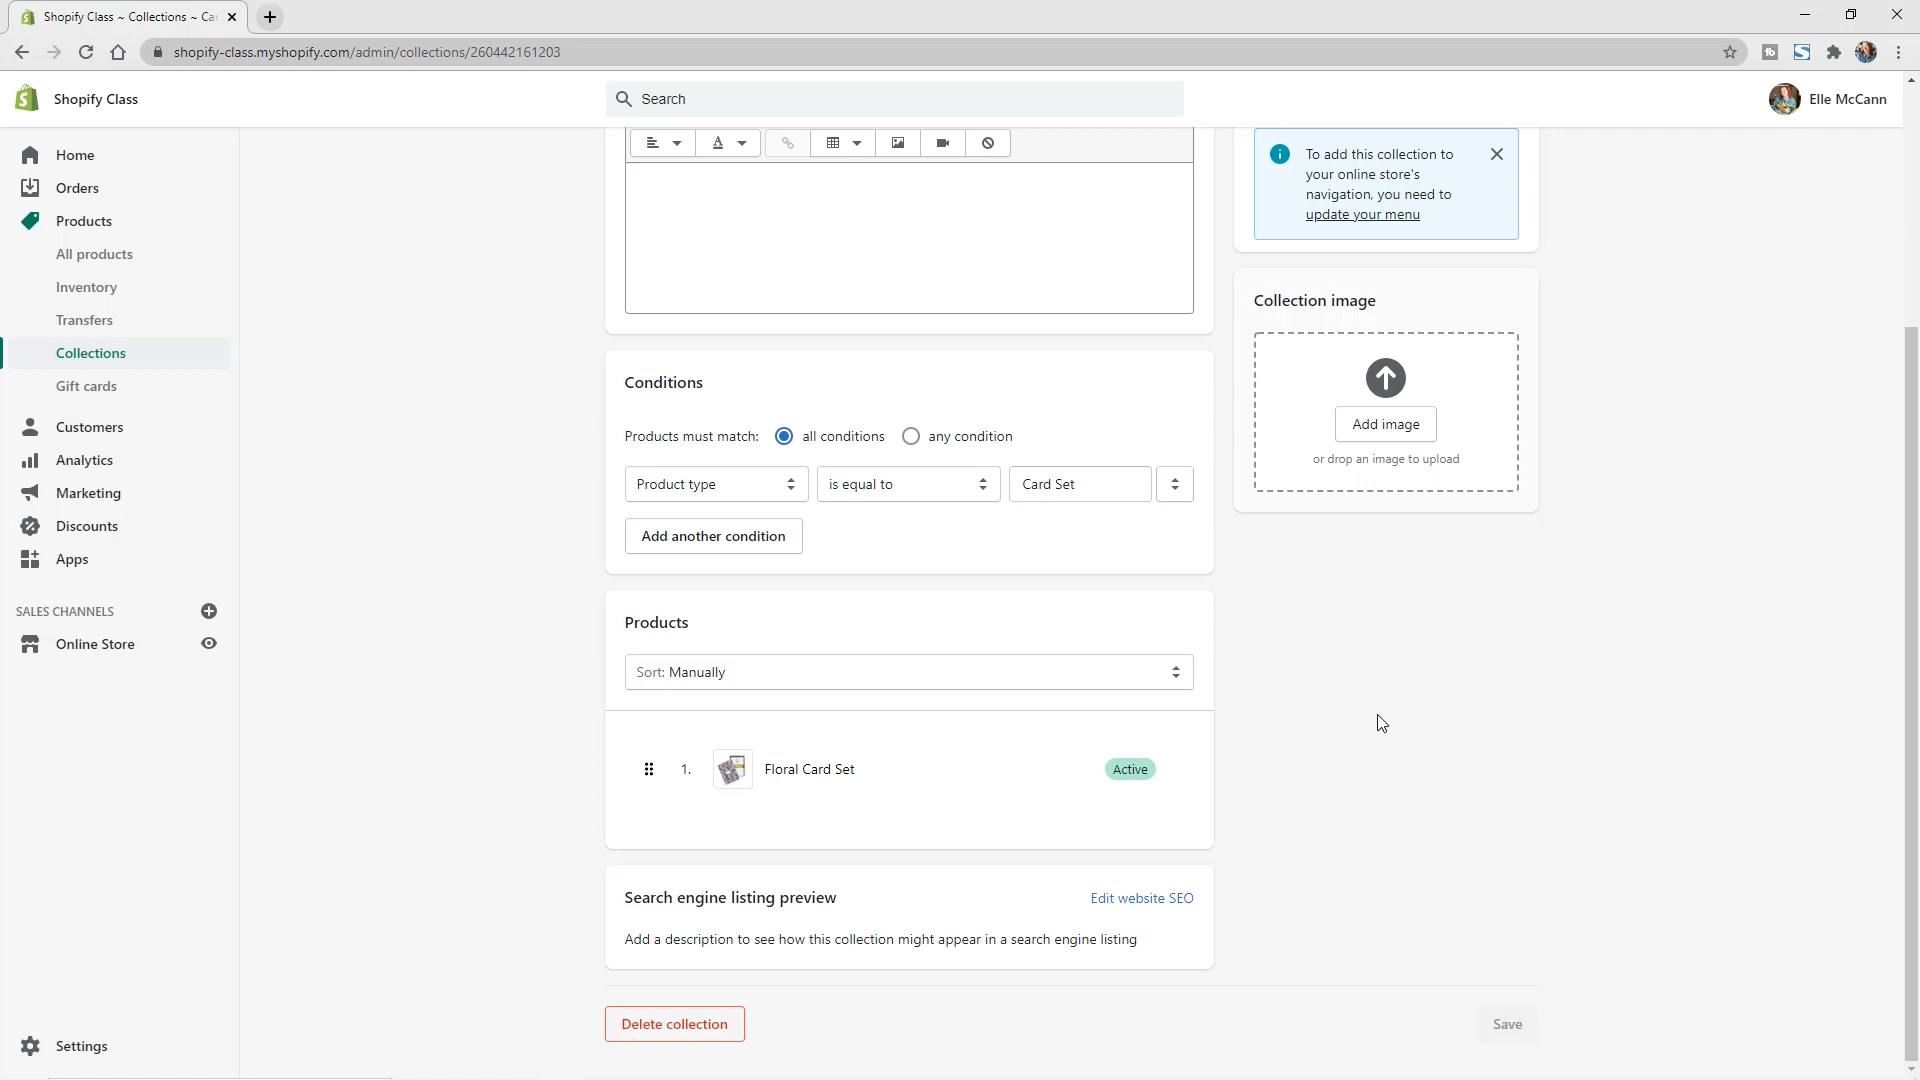 Shopify Class ~ Collections ~ Ca
shopify-class.myshopify.com/admin/collections/260442161203
Shopify Class
Search
Elle McCann
Home
Orders
Products
All products
Inventory
Transfers
Collections
Gift cards
Customers
Analytics
Marketing
Discounts
Apps
SALES CHANNELS
Online Store
Settings
A
Conditions
Products must match: all conditions any condition
Product type is equal to Card Set
Add another condition
Products
Sort: Manually
1. Floral Card Set Active
Search engine listing preview Edit website SEO
Add a description to see how this collection might appear in a search engine listing
Delete collection
Save
To add this collection to
your online store's
navigation, you need to
update your menu
Collection image
Add image
or drop an image to upload